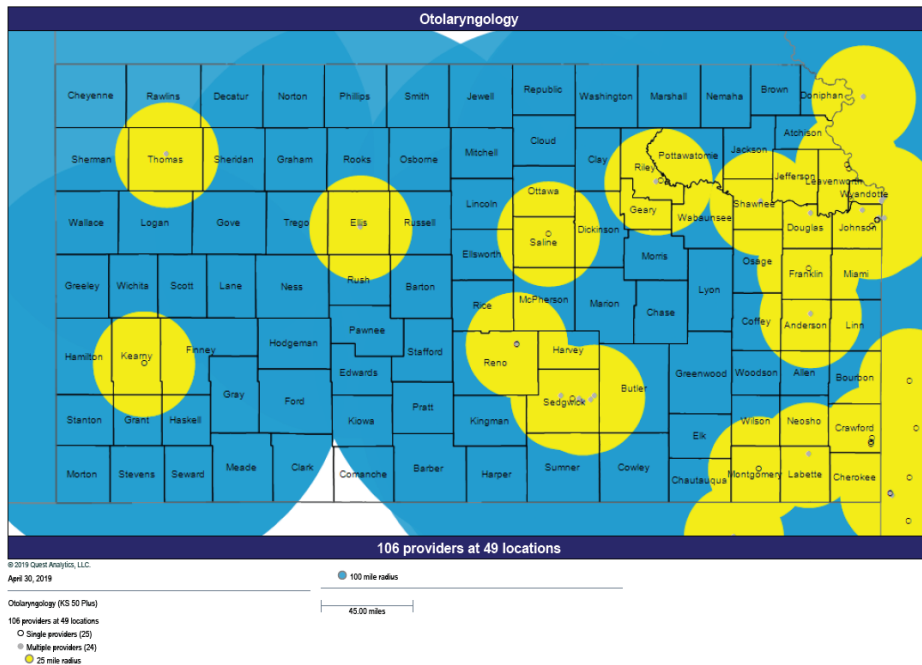 Otolaryngology
Cheyenne Rawlins Decatur Norton Phillips Smith Jewell Republic Washington Marshall Nemaha Brown Doniphan
Atchison
Sherman Thomas Sheridan Graham Rooks Osborne Mitchell Cloud Clay Riley Pottawatomie Jackson Jefferson Leavenworth
Wyandotte
Wallace Logan Gove Trego Ellis Russell Lincoln Ottawa Saline Dickinson Geary Wabaunsee Shawnee Douglas Johnson
Greeley Wichita Scott Lane Ness Rush Barton Ellsworth McPherson Marion Morris Lyon Osage Franklin Miami
Rice Chase
Hamilton Kearny Finney Hodgeman Pawnee Stafford Reno Harvey Coffey Anderson Linn
Edwards Sedgwick Butler Greenwood Woodson Allen Bourbon
Stanton Grant Haskell Gray Ford Kiowa Pratt Kingman Elk Wilson Neosho Crawford
Morton Stevens Seward Meade Clark Comanche Barber Harper Sumner Cowley Chautauqua Montgomery Labette Cherokee
106 providers at 49 locations
© 2019 Quest Analytics, LLC.
April 30, 2019
100 mile radius
Otolaryngology (KS 50 Plus)
45.00 miles
106 providers at 49 locations
Single providers (25)
Multiple providers (24)
25 mile radius